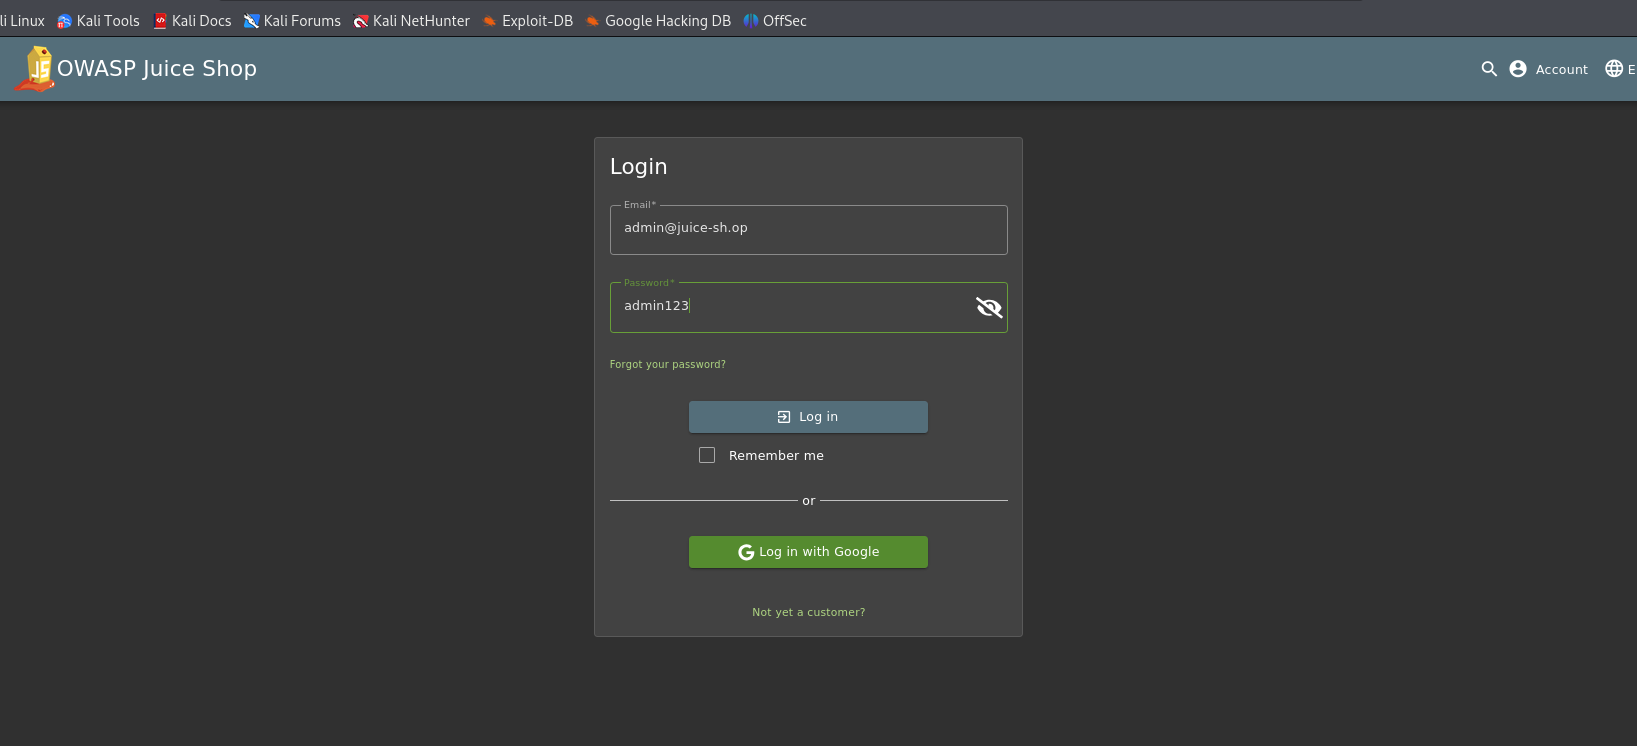 li Linux Kali Tools Kali Docs Kali Forums Kali NetHunter Exploit-DB Google Hacking DB OffSec
JS OWASP Juice Shop Account E
Login
Email*
admin@juice-sh.op
Password*
admin123
Forgot your password?
Log in
Remember me
or
G Log in with Google
Not yet a customer?